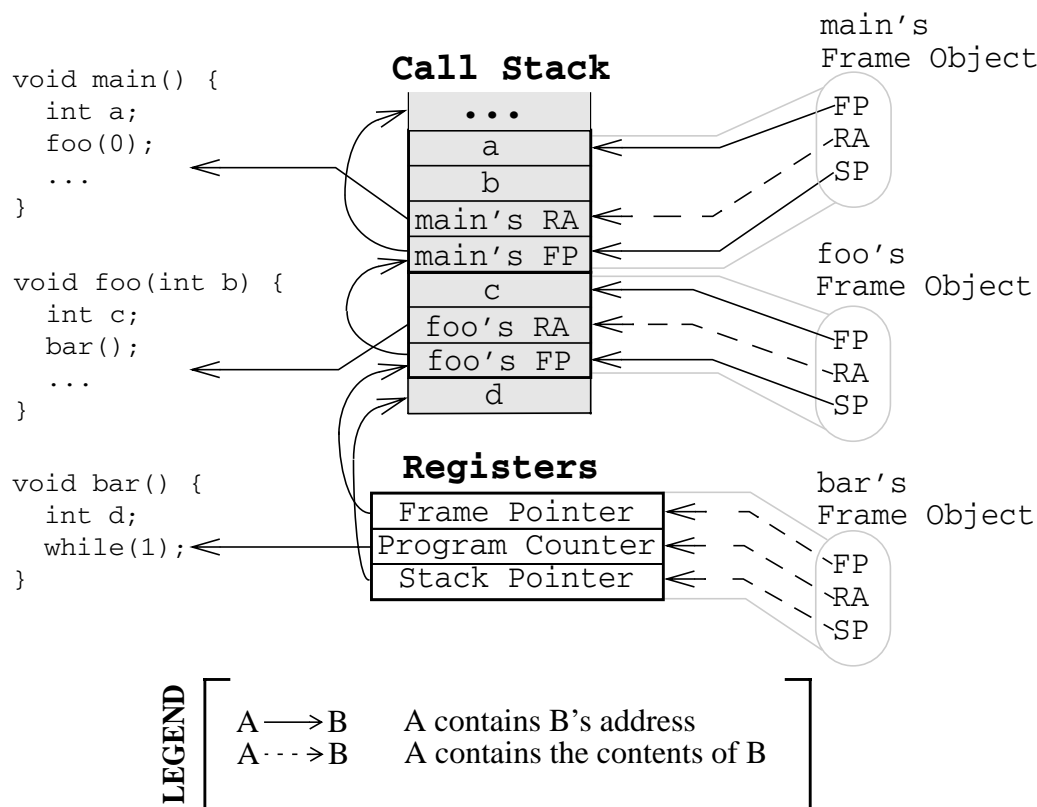 void main() {
int a;
foo(0);
...
}
void foo(int b) {
int c;
bar();
...
}
void bar() {
int d;
while(1);
}
Call Stack
...
a
b
main's RA
main's FP
c
foo's RA
foo's FP
d
Registers
Frame Pointer
Program Counter
Stack Pointer
main's
Frame Object
FP
RA
SP
foo's
Frame Object
FP
RA
SP
bar's
Frame Object
FP
RA
SP
LEGEND
A B A contains B’s address
A B A contains the contents of B